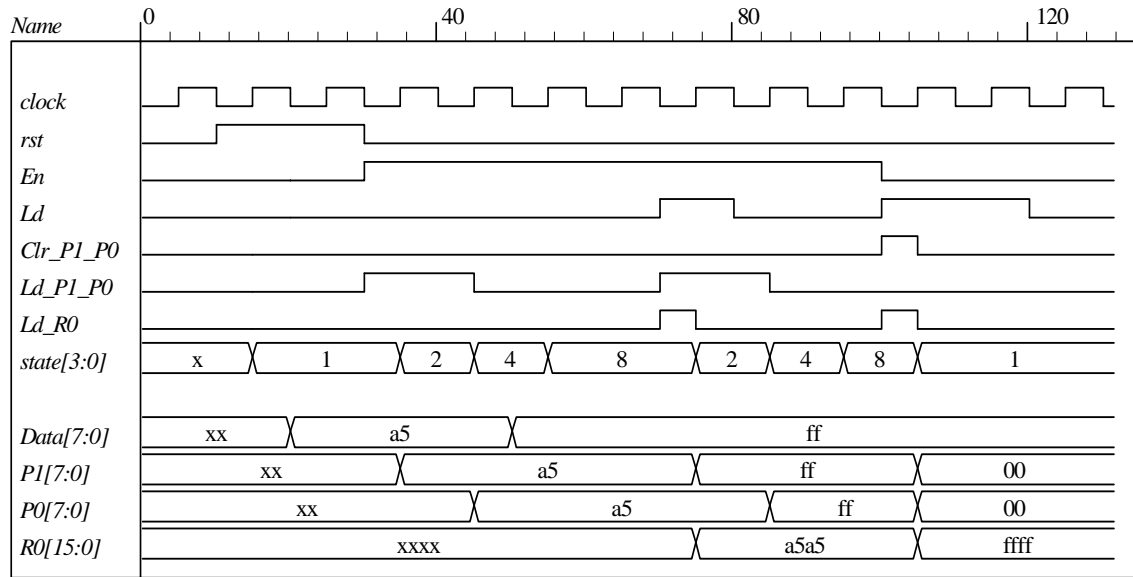 Name 0 40 80 120
clock
rst
En
Ld
Clr_P1_P0
Ld_P1_P0
Ld_R0
state[3:0] x 1 2 4 8 2 4 8 1
Data[7:0] xx a5 ff
P1[7:0] xx a5 ff 00
P0[7:0] xx a5 ff 00
R0[15:0] xxxx a5a5 ffff